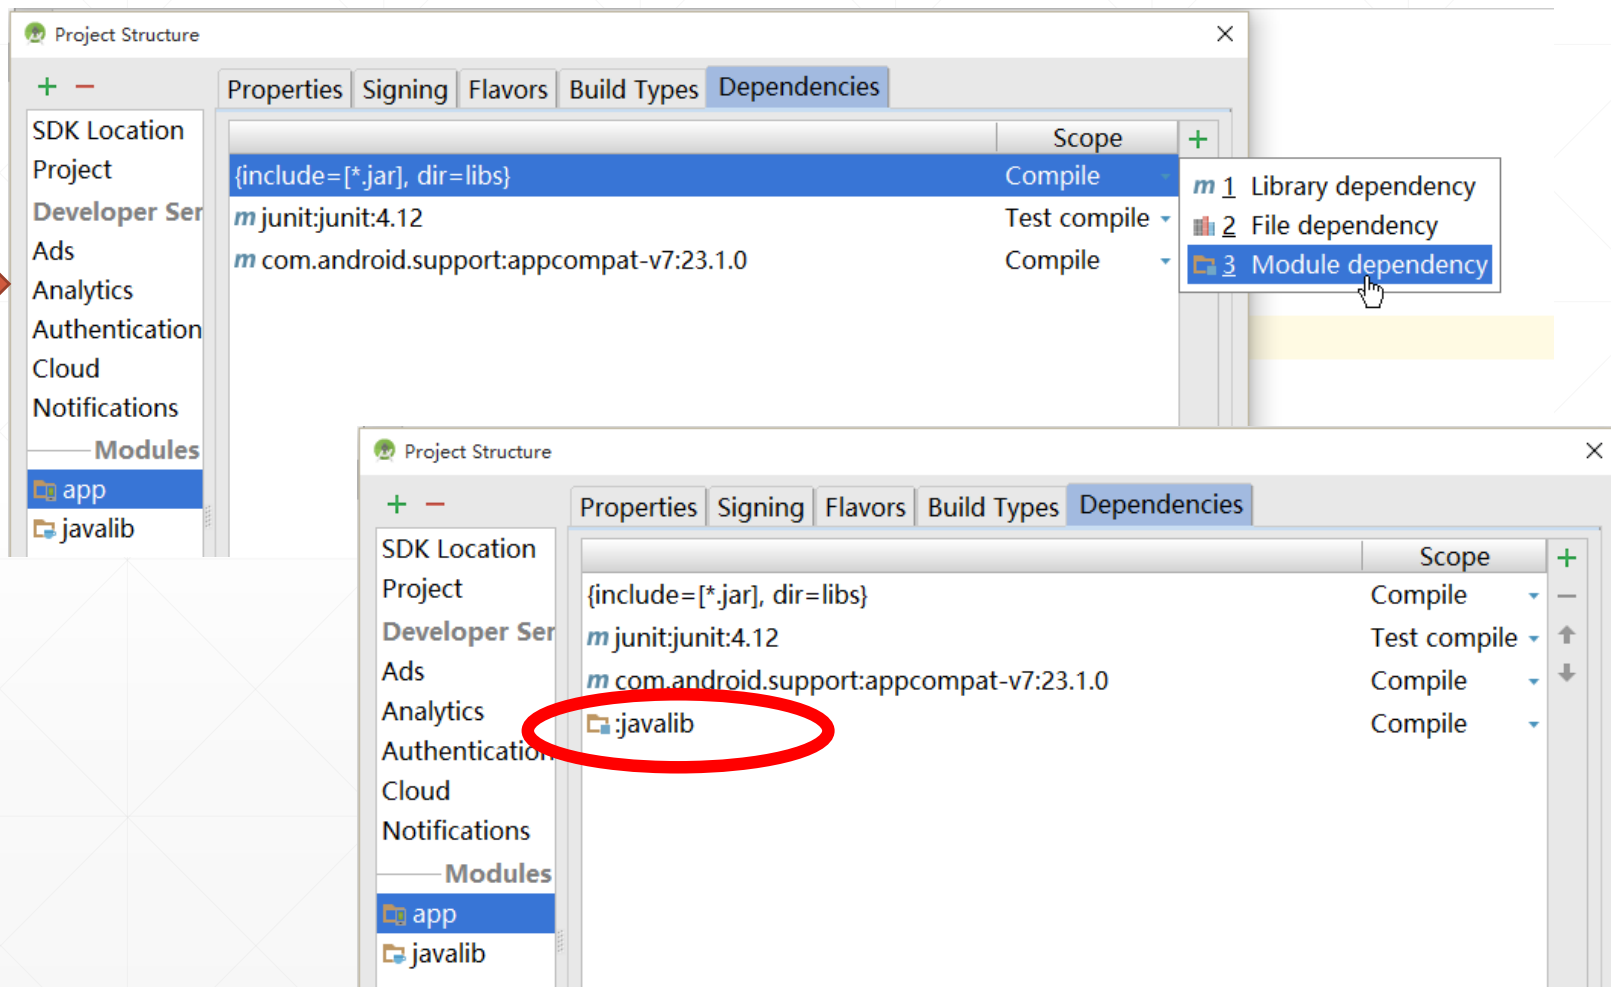 Project Structure
Properties Signing Flavors Build Types Dependencies
SDK Location
Project
Developer Ser
Ads
Analytics
Authentication
Cloud
Notifications
Modules
app
javalib
Scope
{include=[*.jar], dir=libs} Compile
m junit:junit:4.12 Test compile
m com.android.support:appcompat-v7:23.1.0 Compile
m 1 Library dependency
2 File dependency
3 Module dependency
Project Structure
Properties Signing Flavors Build Types Dependencies
SDK Location
Project
Developer Ser
Ads
Analytics
Authentication
Cloud
Notifications
Modules
app
javalib
Scope
{include=[*.jar], dir=libs} Compile
m junit:junit:4.12 Test compile
m com.android.support:appcompat-v7:23.1.0 Compile
:javalib Compile